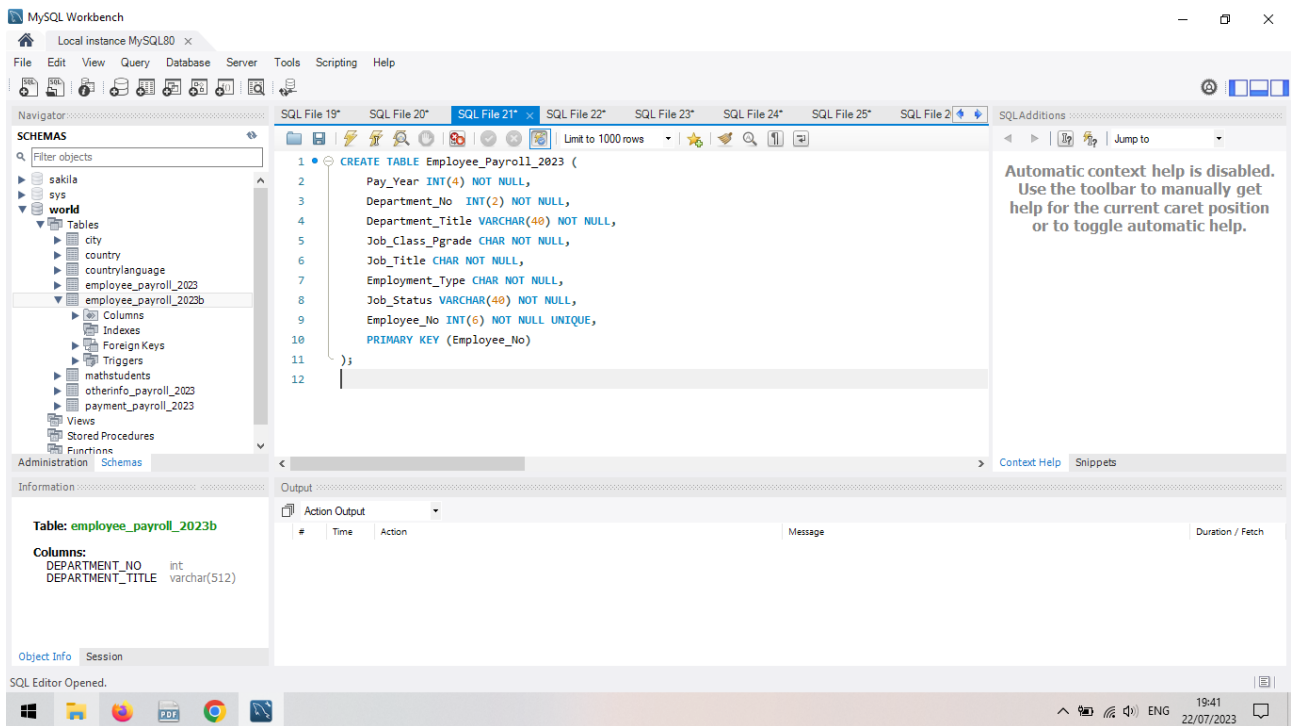 MySQL Workbench
Local instance MySQL80
File Edit View Query Database Server Tools Scripting Help
Navigator
SCHEMAS
Filter objects
sakila
sys
world
Tables
city
country
countrylanguage
employee_payroll_2023
employee_payroll_2023b
Columns
Indexes
Foreign Keys
Triggers
mathstudents
otherinfo_payroll_2023
payment_payroll_2023
Views
Stored Procedures
Functions
Administration Schemas
Information
Table: employee_payroll_2023b
Columns:
DEPARTMENT_NO int
DEPARTMENT_TITLE varchar(512)
Object Info Session
SQL File 19* SQL File 20* SQL File 21* SQL File 22* SQL File 23* SQL File 24* SQL File 25* SQL File 2
Limit to 1000 rows
1 CREATE TABLE Employee_Payroll_2023 (
2 Pay_Year INT(4) NOT NULL,
3 Department_No INT(2) NOT NULL,
4 Department_Title VARCHAR(40) NOT NULL,
5 Job_Class_Pgrade CHAR NOT NULL,
6 Job_Title CHAR NOT NULL,
7 Employment_Type CHAR NOT NULL,
8 Job_Status VARCHAR(40) NOT NULL,
9 Employee_No INT(6) NOT NULL UNIQUE,
10 PRIMARY KEY (Employee_No)
11 );
12
SQLAdditions
Jump to
Automatic context help is disabled.
Use the toolbar to manually get
help for the current caret position
or to toggle automatic help.
Context Help Snippets
Output
Action Output
# Time Action Message Duration / Fetch
SQL Editor Opened.
PDF
ENG
19:41
22/07/2023